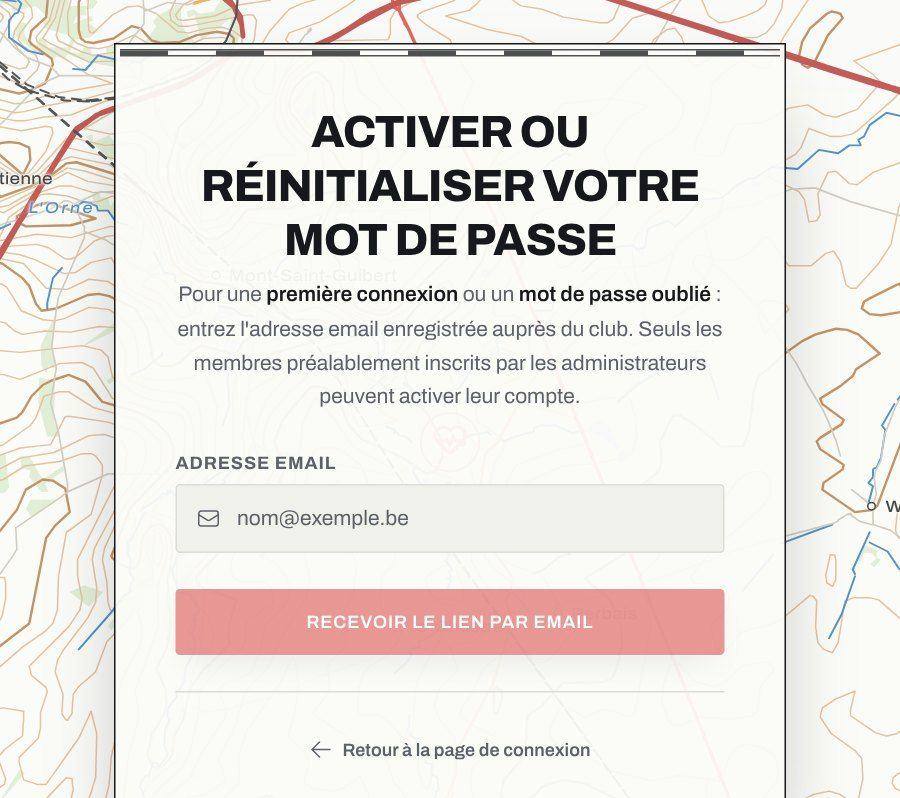 ACTIVER OU
RÉINITIALISER VOTRE
MOT DE PASSE
tienne
L'Orne
Mont-Saint-Guibert
Pour une première connexion ou un mot de passe oublié :
entrez l'adresse email enregistrée auprès du club. Seuls les
membres préalablement inscrits par les administrateurs
peuvent activer leur compte.
ADRESSE EMAIL
nom@exemple.be
W
RECEVOIR LE LIEN PAR EMAIL
Retour à la page de connexion